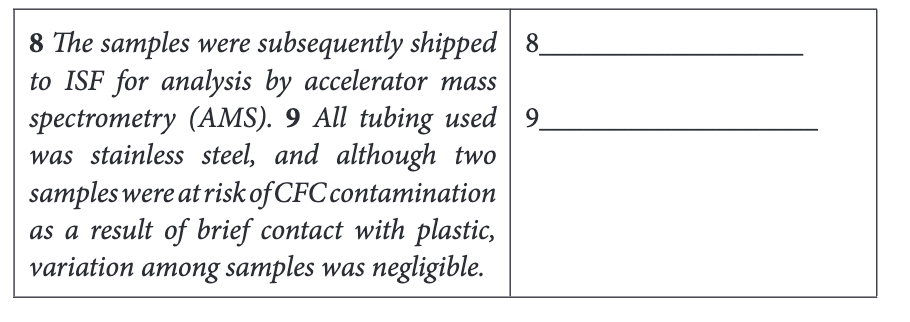 8 The samples were subsequently shipped
to ISF for analysis by accelerator mass
spectrometry (AMS). 9 All tubing used
was stainless steel, and although two
samples were at risk of CFC contamination
as a result of brief contact with plastic,
variation among samples was negligible.
8
9